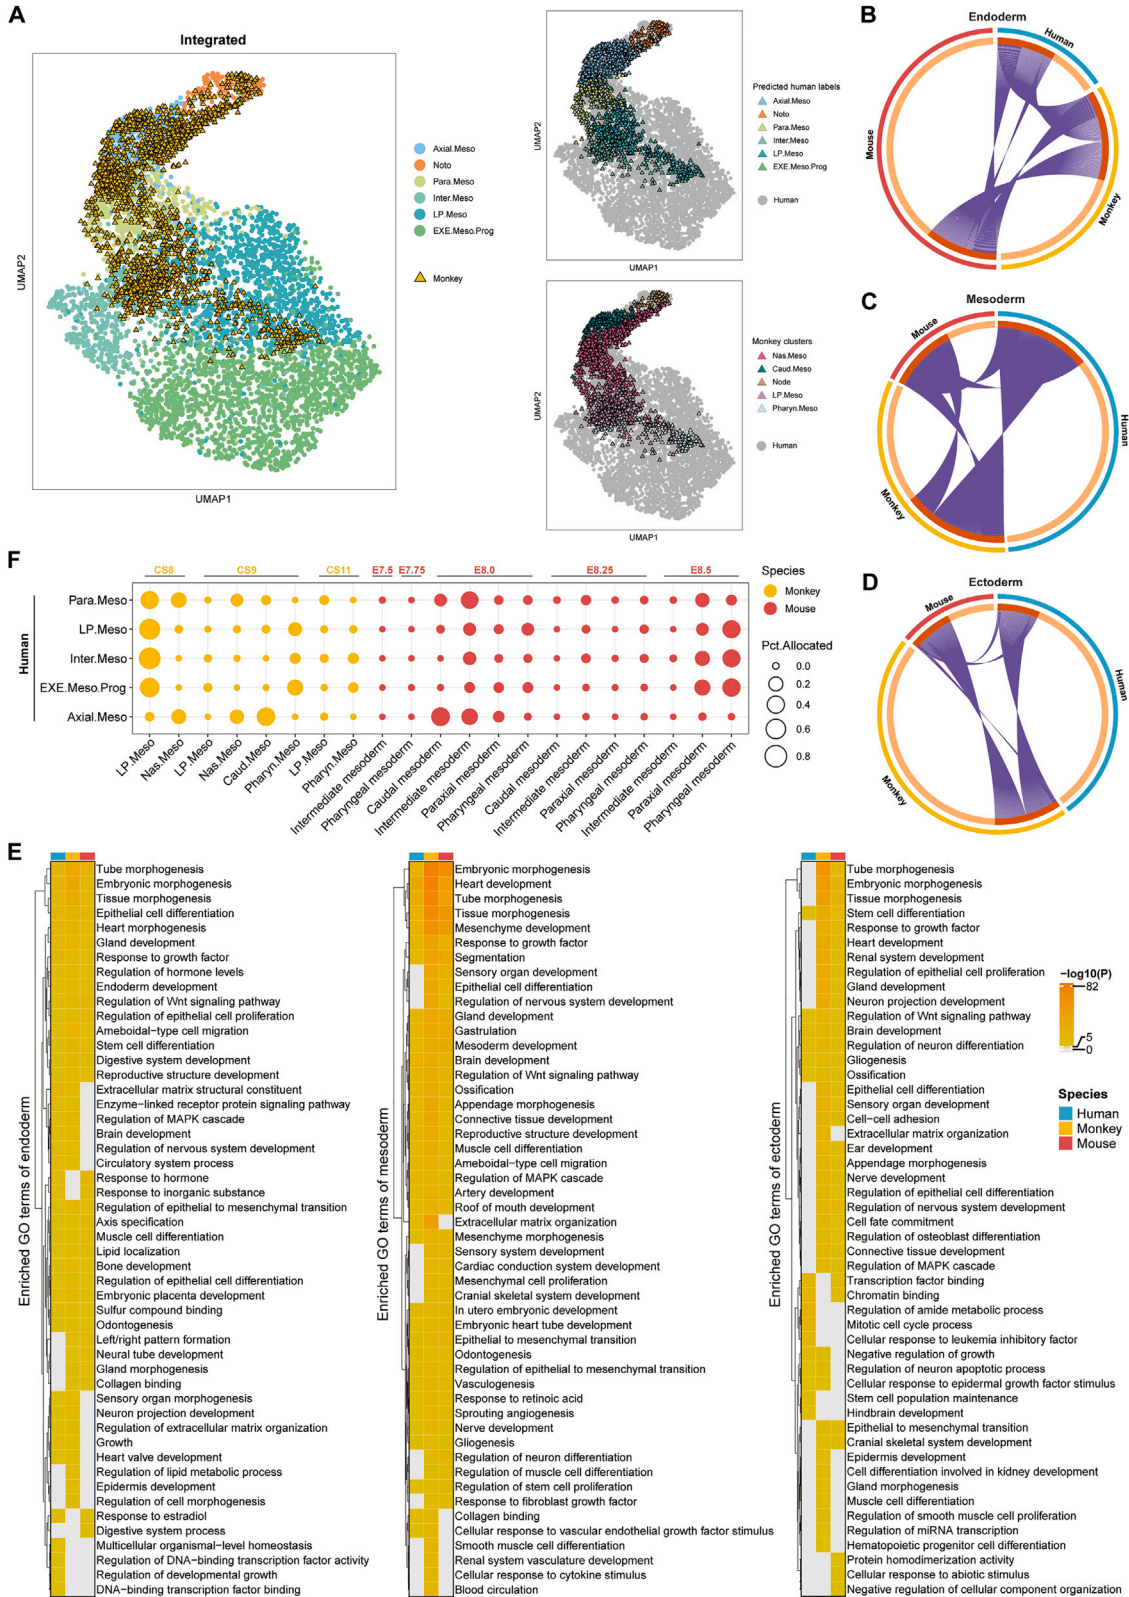 A
Integrated
UMAP2
UMAP1
Axial.Meso
Noto
Para.Meso
Inter.Meso
LP.Meso
EXE.Meso.Prog
Monkey
UMAP2
UMAP1
Predicted human labels
Axial.Meso
Noto
Para.Meso
Inter.Meso
LP.Meso
EXE.Meso.Prog
Human
UMAP2
UMAP1
Monkey clusters
Nas.Meso
Caud.Meso
Node
LP.Meso
Pharyn.Meso
Human
B
Endoderm
Human
Mouse
Monkey
C
Mesoderm
Mouse
Human
Monkey
D
Ectoderm
Mouse
Human
Monkey
F
CS8
CS9
CS11
E7.5
E7.75
E8.0
E8.25
E8.5
Human
Para.Meso
LP.Meso
Inter.Meso
EXE.Meso.Prog
Axial.Meso
LP.Meso
Nas.Meso
LP.Meso
Nas.Meso
Caud.Meso
Pharyn.Meso
LP.Meso
Pharyn.Meso
Intermediate mesoderm
Pharyngeal mesoderm
Caudal mesoderm
Intermediate mesoderm
Paraxial mesoderm
Pharyngeal mesoderm
Caudal mesoderm
Intermediate mesoderm
Paraxial mesoderm
Pharyngeal mesoderm
Intermediate mesoderm
Paraxial mesoderm
Pharyngeal mesoderm
Species
Monkey
Mouse
Pct.Allocated
0.0
0.2
0.4
0.6
0.8
E
Enriched GO terms of endoderm
Tube morphogenesis
Embryonic morphogenesis
Tissue morphogenesis
Epithelial cell differentiation
Heart morphogenesis
Gland development
Response to growth factor
Regulation of hormone levels
Endoderm development
Regulation of Wnt signaling pathway
Regulation of epithelial cell proliferation
Ameboidal−type cell migration
Stem cell differentiation
Digestive system development
Reproductive structure development
Extracellular matrix structural constituent
Enzyme−linked receptor protein signaling pathway
Regulation of MAPK cascade
Brain development
Regulation of nervous system development
Circulatory system process
Response to hormone
Response to inorganic substance
Regulation of epithelial to mesenchymal transition
Axis specification
Muscle cell differentiation
Lipid localization
Bone development
Regulation of epithelial cell differentiation
Embryonic placenta development
Sulfur compound binding
Odontogenesis
Left/right pattern formation
Neural tube development
Gland morphogenesis
Collagen binding
Sensory organ morphogenesis
Neuron projection development
Regulation of extracellular matrix organization
Growth
Heart valve development
Regulation of lipid metabolic process
Epidermis development
Regulation of cell morphogenesis
Response to estradiol
Digestive system process
Multicellular organismal−level homeostasis
Regulation of DNA−binding transcription factor activity
Regulation of developmental growth
DNA−binding transcription factor binding
Enriched GO terms of mesoderm
Embryonic morphogenesis
Heart development
Tube morphogenesis
Tissue morphogenesis
Mesenchyme development
Response to growth factor
Segmentation
Sensory organ development
Epithelial cell differentiation
Regulation of nervous system development
Gland development
Gastrulation
Mesoderm development
Brain development
Regulation of Wnt signaling pathway
Ossification
Appendage morphogenesis
Connective tissue development
Reproductive structure development
Muscle cell differentiation
Ameboidal−type cell migration
Regulation of MAPK cascade
Artery development
Roof of mouth development
Extracellular matrix organization
Mesenchyme morphogenesis
Sensory system development
Cardiac conduction system development
Mesenchymal cell proliferation
Cranial skeletal system development
In utero embryonic development
Embryonic heart tube development
Epithelial to mesenchymal transition
Odontogenesis
Regulation of epithelial to mesenchymal transition
Vasculogenesis
Response to retinoic acid
Sprouting angiogenesis
Nerve development
Gliogenesis
Regulation of neuron differentiation
Regulation of muscle cell differentiation
Regulation of stem cell proliferation
Response to fibroblast growth factor
Collagen binding
Cellular response to vascular endothelial growth factor stimulus
Smooth muscle cell differentiation
Renal system vasculature development
Cellular response to cytokine stimulus
Blood circulation
Enriched GO terms of ectoderm
Tube morphogenesis
Embryonic morphogenesis
Tissue morphogenesis
Stem cell differentiation
Response to growth factor
Heart development
Renal system development
Regulation of epithelial cell proliferation
Gland development
Neuron projection development
Regulation of Wnt signaling pathway
Brain development
Regulation of neuron differentiation
Gliogenesis
Ossification
Epithelial cell differentiation
Sensory organ development
Cell−cell adhesion
Extracellular matrix organization
Ear development
Appendage morphogenesis
Nerve development
Regulation of epithelial cell differentiation
Regulation of nervous system development
Cell fate commitment
Regulation of osteoblast differentiation
Connective tissue development
Regulation of MAPK cascade
Transcription factor binding
Chromatin binding
Regulation of amide metabolic process
Mitotic cell cycle process
Cellular response to leukemia inhibitory factor
Negative regulation of growth
Regulation of neuron apoptotic process
Cellular response to epidermal growth factor stimulus
Stem cell population maintenance
Hindbrain development
Epithelial to mesenchymal transition
Cranial skeletal system development
Epidermis development
Cell differentiation involved in kidney development
Gland morphogenesis
Muscle cell differentiation
Regulation of smooth muscle cell proliferation
Regulation of miRNA transcription
Hematopoietic progenitor cell differentiation
Protein homodimerization activity
Cellular response to abiotic stimulus
Negative regulation of cellular component organization
−log10(P)
82
5
0
Species
Human
Monkey
Mouse